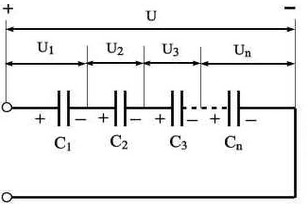 + −
U
U1 U2 U3 Un
+ − + − + − + −
C1 C2 C3 Cn